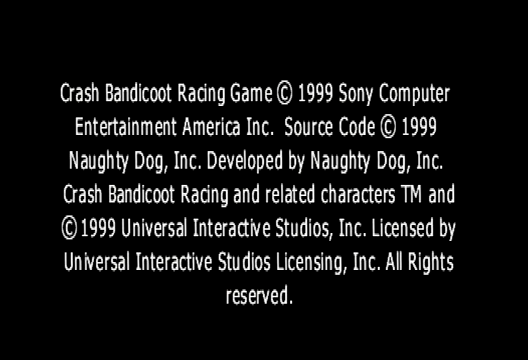 Crash Bandicoot Racing Game © 1999 Sony Computer
Entertainment America Inc.  Source Code © 1999
Naughty Dog, Inc. Developed by Naughty Dog, Inc.
Crash Bandicoot Racing and related characters TM and
© 1999 Universal Interactive Studios, Inc. Licensed by
Universal Interactive Studios Licensing, Inc. All Rights
reserved.